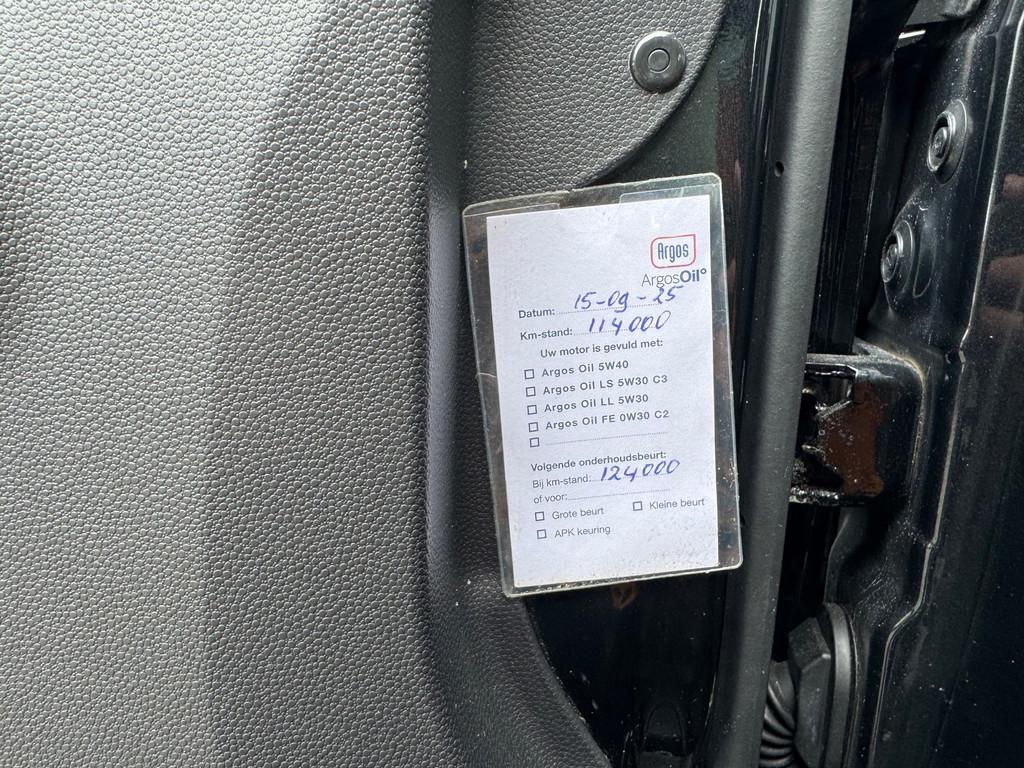 Argos
ArgosOil°
Datum: 15-09-25
Km-stand: 114000
Uw motor is gevuld met:
Argos Oil 5W40
Argos Oil LS 5W30 C3
Argos Oil LL 5W30
Argos Oil FE 0W30 C2
Volgende onderhoudsbeurt:
Bij km-stand: 124000
of voor:
Grote beurt Kleine beurt
APK keuring